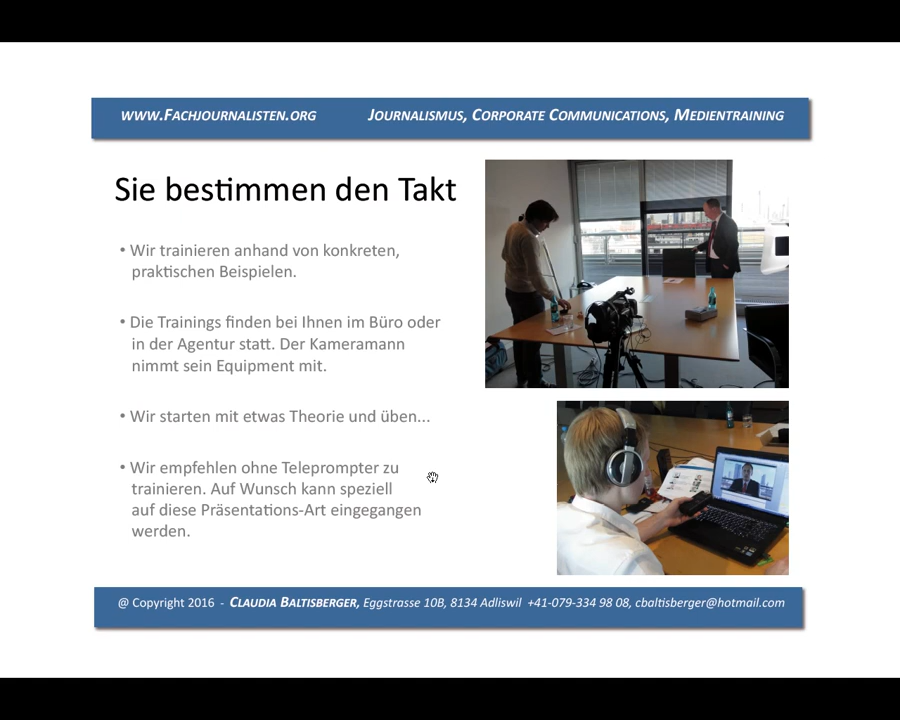 www.Fachjournalisten.org Journalismus, Corporate Communications, Medientraining
Sie bestimmen den Takt
• Wir trainieren anhand von konkreten,
praktischen Beispielen.
• Die Trainings finden bei Ihnen im Büro oder
in der Agentur statt. Der Kameramann
nimmt sein Equipment mit.
• Wir starten mit etwas Theorie und üben...
• Wir empfehlen ohne Teleprompter zu
trainieren. Auf Wunsch kann speziell
auf diese Präsentations-Art eingegangen
werden.
@ Copyright 2016 - Claudia Baltisberger, Eggstrasse 10B, 8134 Adliswil +41-079-334 98 08, cbaltisberger@hotmail.com